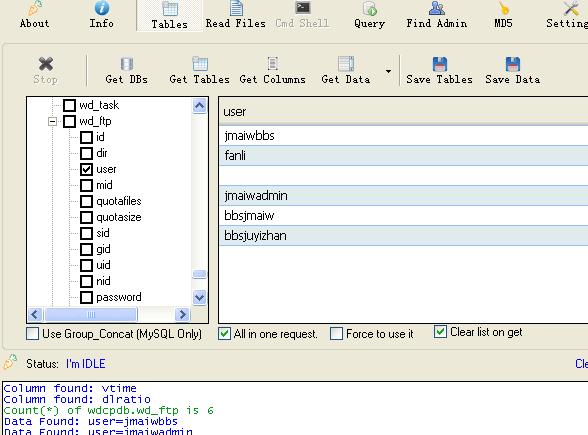 About Info Tables Read Files Cmd Shell Query Find Admin MD5 Setting
Stop Get DBs Get Tables Get Columns Get Data Save Tables Save Data
wd_task
wd_ftp
id
dir
user
mid
quotafiles
quotasize
sid
gid
uid
nid
password
user
jmaiwbbs
fanli
jmaiwadmin
bbsjmaiw
bbsjuyizhan
Use Group_Concat (MySQL Only) All in one request. Force to use it Clear list on get
Status: I'm IDLE Cle
Column found: vtime
Column found: dlratio
Count(*) of wdcpdb.wd_ftp is 6
Data Found: user=jmaiwbbs
Data Found: user=jmaiwadmin